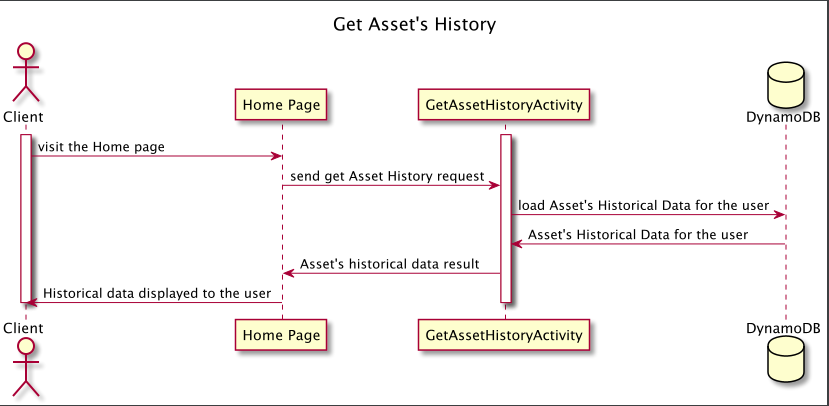 Get Asset's History
Client
Home Page
GetAssetHistoryActivity
DynamoDB
visit the Home page
send get Asset History request
load Asset's Historical Data for the user
Asset's Historical Data for the user
Asset's historical data result
Historical data displayed to the user
Client
Home Page
GetAssetHistoryActivity
DynamoDB